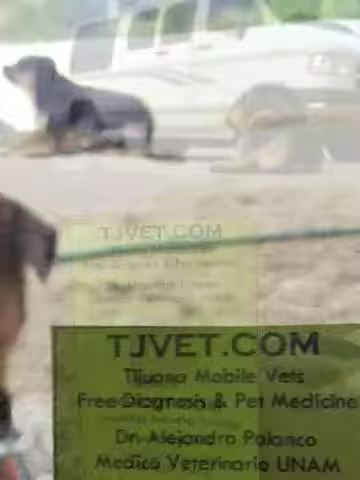 TJVET.COM
TJVET.COM
Tijuana Mobile Vets
Free Diagnosis & Pet Medicine
Dr. Alejandro Polanco
Medico Veterinario UNAM